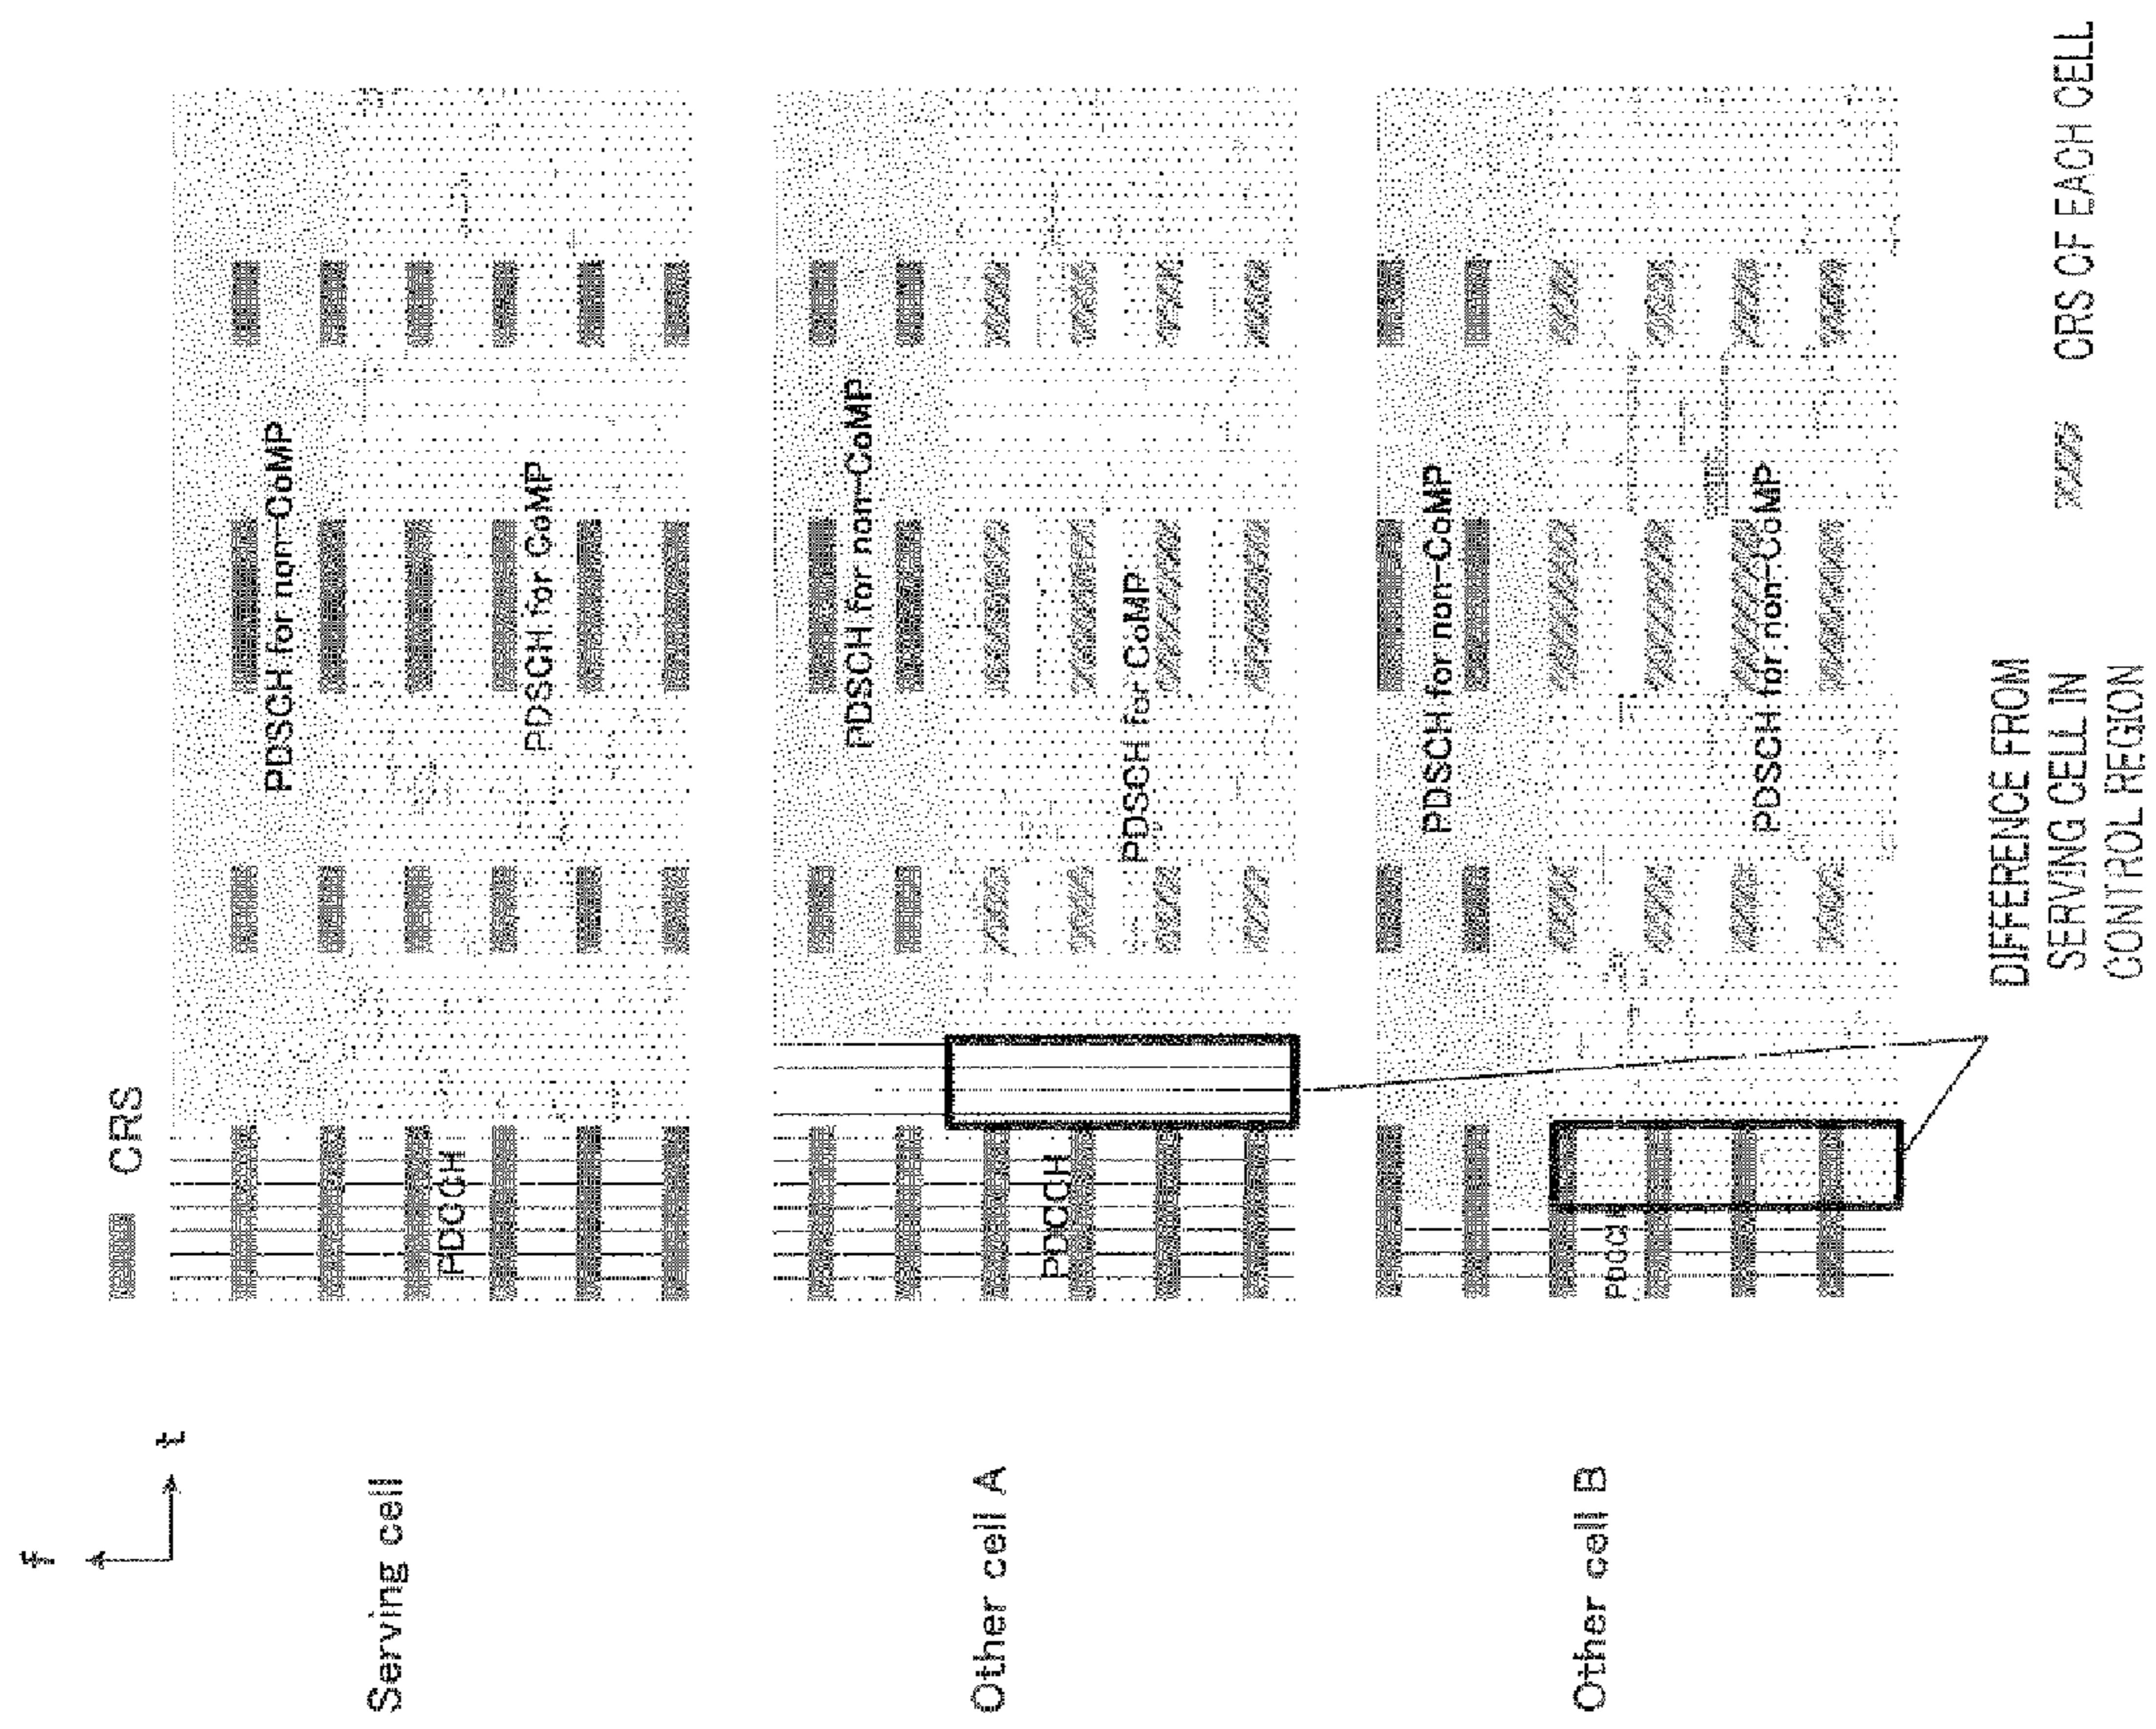 f
t
CRS
Serving cell
PDCCH
PDSCH for non-CoMP
PDSCH for CoMP
Other cell A
PDCCH
PDSCH for non-CoMP
PDSCH for CoMP
Other cell B
PDCCH
PDSCH for non-CoMP
PDSCH for non-CoMP
DIFFERENCE FROM
SERVING CELL IN
CONTROL REGION
CRS OF EACH CELL